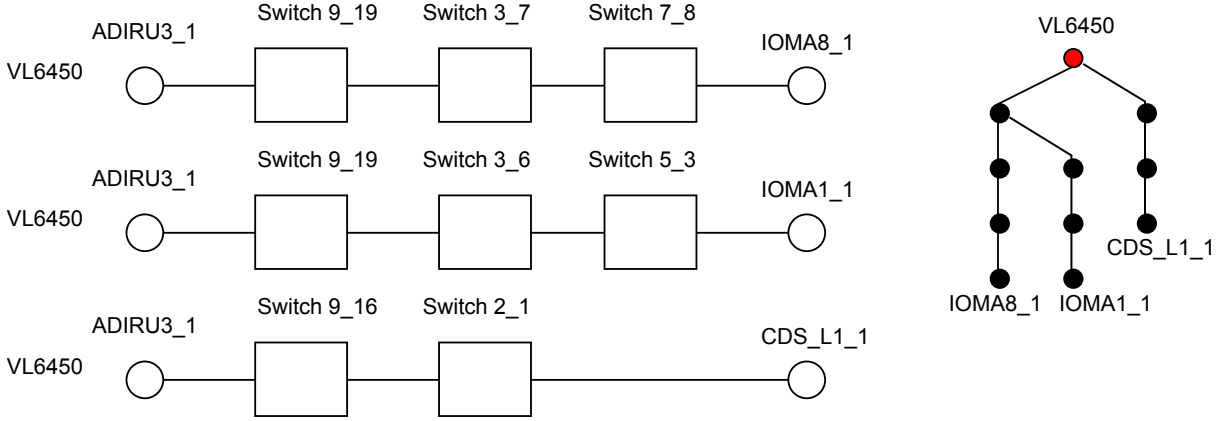 Switch 9_19 Switch 3_7 Switch 7_8
ADIRU3_1 IOMA8_1
VL6450
Switch 9_19 Switch 3_6 Switch 5_3
ADIRU3_1 IOMA1_1
VL6450
Switch 9_16 Switch 2_1
ADIRU3_1 CDS_L1_1
VL6450
VL6450
CDS_L1_1
IOMA8_1 IOMA1_1